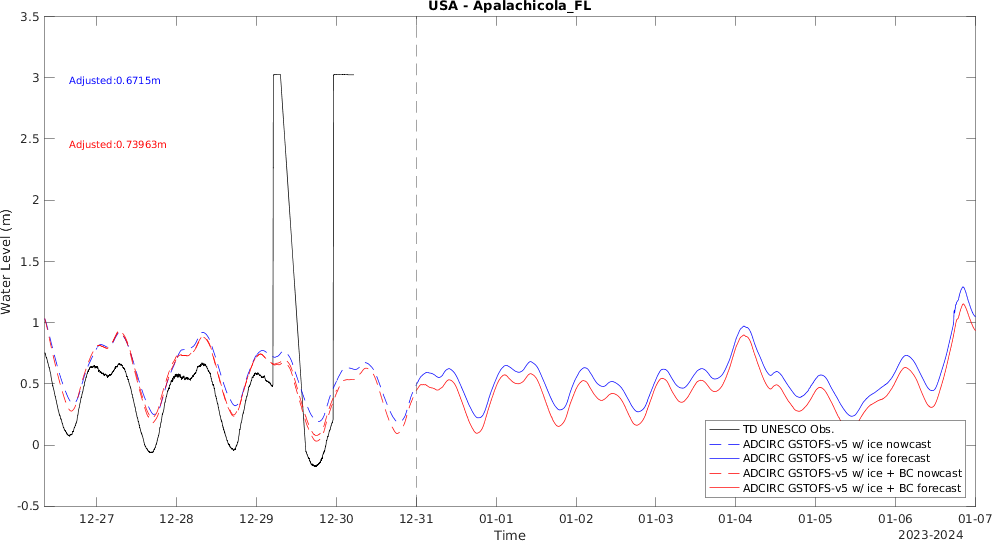 USA - Apalachicola_FL
3.5
3
2.5
2
1.5
1
0.5
0
-0.5
Water Level (m)
Adjusted:0.6715m
Adjusted:0.73963m
TD UNESCO Obs.
ADCIRC GSTOFS-v5 w/ ice nowcast
ADCIRC GSTOFS-v5 w/ ice forecast
ADCIRC GSTOFS-v5 w/ ice + BC nowcast
ADCIRC GSTOFS-v5 w/ ice + BC forecast
12-27 12-28 12-29 12-30 12-31 01-01 01-02 01-03 01-04 01-05 01-06 01-07
Time
2023-2024